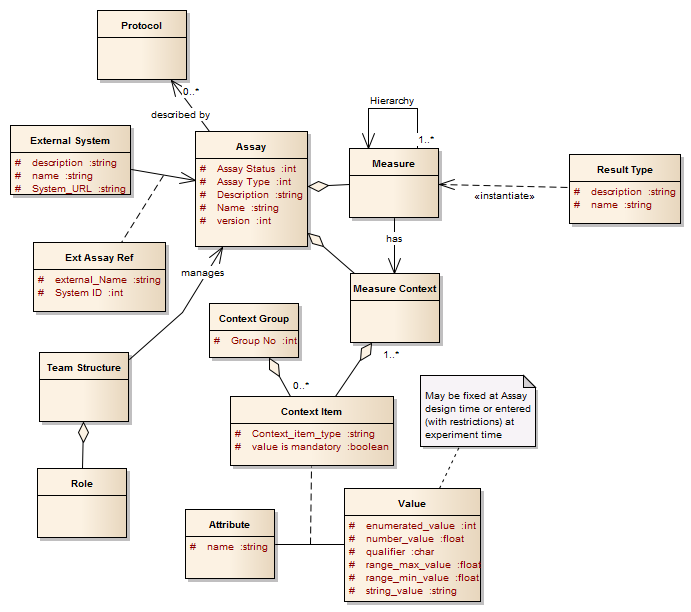 Protocol
0..*
described by
Hierarchy
1..*
External System
# description :string
# name :string
# System_URL :string
Assay
# Assay Status :int
# Assay Type :int
# Description :string
# Name :string
# version :int
Measure
Result Type
# description :string
# name :string
«instantiate»
has
Ext Assay Ref
# external_Name :string
# System ID :int
manages
Measure Context
Context Group
# Group No :int
1..*
Team Structure
0..*
Context Item
# Context_item_type :string
# value is mandatory :boolean
May be fixed at Assay
design time or entered
(with restrictions) at
experiment time
Role
Attribute
# name :string
Value
# enumerated_value :int
# number_value :float
# qualifier :char
# range_max_value :float
# range_min_value :float
# string_value :string